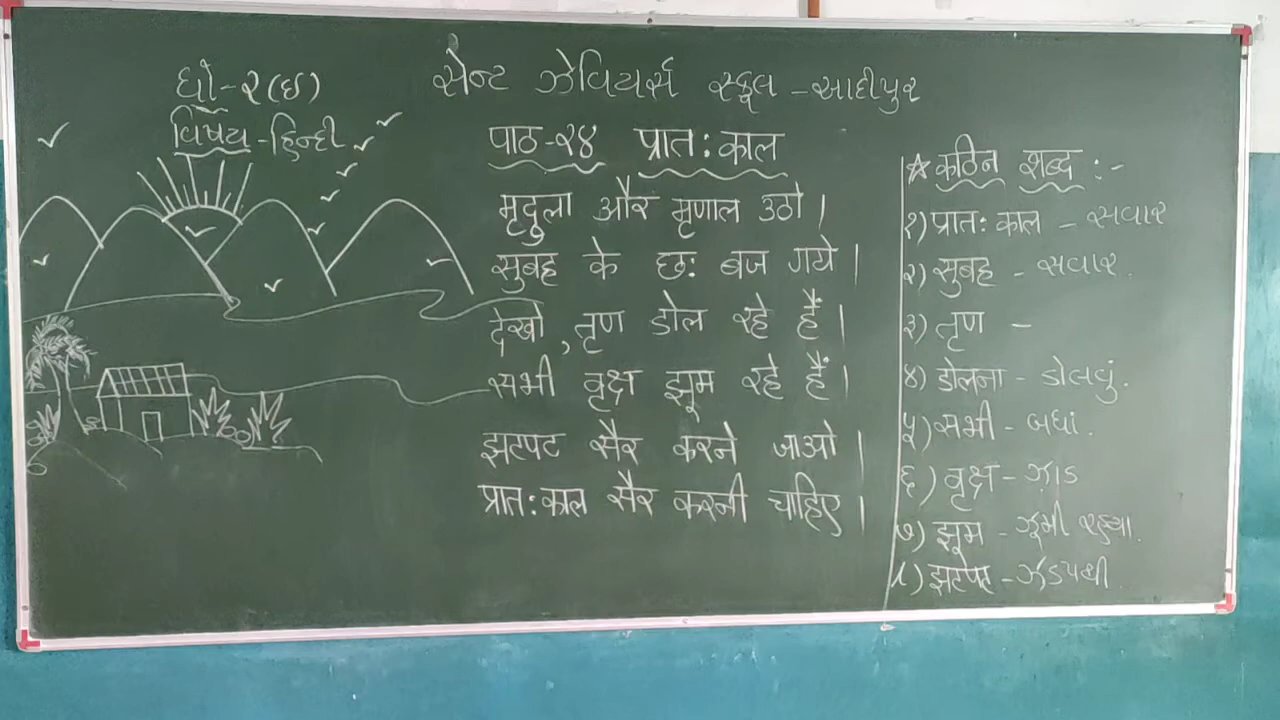 ધો-૨(ઈ)
વિષય-હિન્દી
સેન્ટ ઝેવિયર્સ સ્કૂલ - આદીપુર
पाठ-२४ प्रात:काल
मृदुला और मृणाल उठो।
सुबह के छ: बज गये।
देखो, तृण डोल रहे हैं।
सभी वृक्ष झूम रहे हैं।
झटपट सैर करने जाओ।
प्रात:काल सैर करनी चाहिए।
☆ कठिन शब्द :-
१) प्रात: काल - સવાર
२) सुबह - સવાર.
३) तृण -
४) डोलना - ડોલવું.
५) सभी - બધાં.
६) वृक्ष - ઝાડ
७) झूम - ઝૂમી રહ્યા.
८) झटपट - ઝડપથી